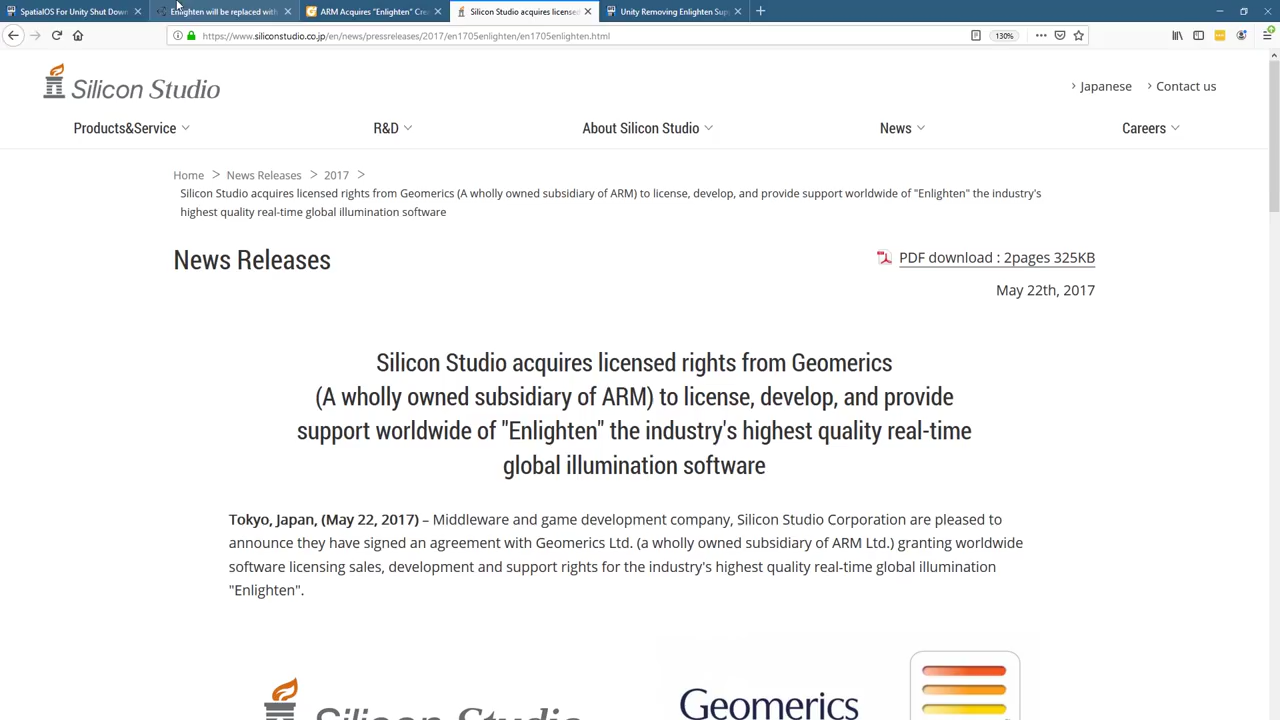 SpatialOS For Unity Shut Down
Enlighten will be replaced with
ARM Acquires "Enlighten" Cre
Silicon Studio acquires licensed
Unity Removing Enlighten Sup
https://www.siliconstudio.co.jp/en/news/pressreleases/2017/en1705enlighten/en1705enlighten.html
130%
Silicon Studio
Japanese
Contact us
Products&Service
R&D
About Silicon Studio
News
Careers
Home > News Releases > 2017 >
Silicon Studio acquires licensed rights from Geomerics (A wholly owned subsidiary of ARM) to license, develop, and provide support worldwide of "Enlighten" the industry's
highest quality real-time global illumination software
News Releases
PDF download : 2pages 325KB
May 22th, 2017
Silicon Studio acquires licensed rights from Geomerics
(A wholly owned subsidiary of ARM) to license, develop, and provide
support worldwide of "Enlighten" the industry's highest quality real-time
global illumination software
Tokyo, Japan, (May 22, 2017) – Middleware and game development company, Silicon Studio Corporation are pleased to
announce they have signed an agreement with Geomerics Ltd. (a wholly owned subsidiary of ARM Ltd.) granting worldwide
software licensing sales, development and support rights for the industry's highest quality real-time global illumination
"Enlighten".
Silicon Studio
Geomerics